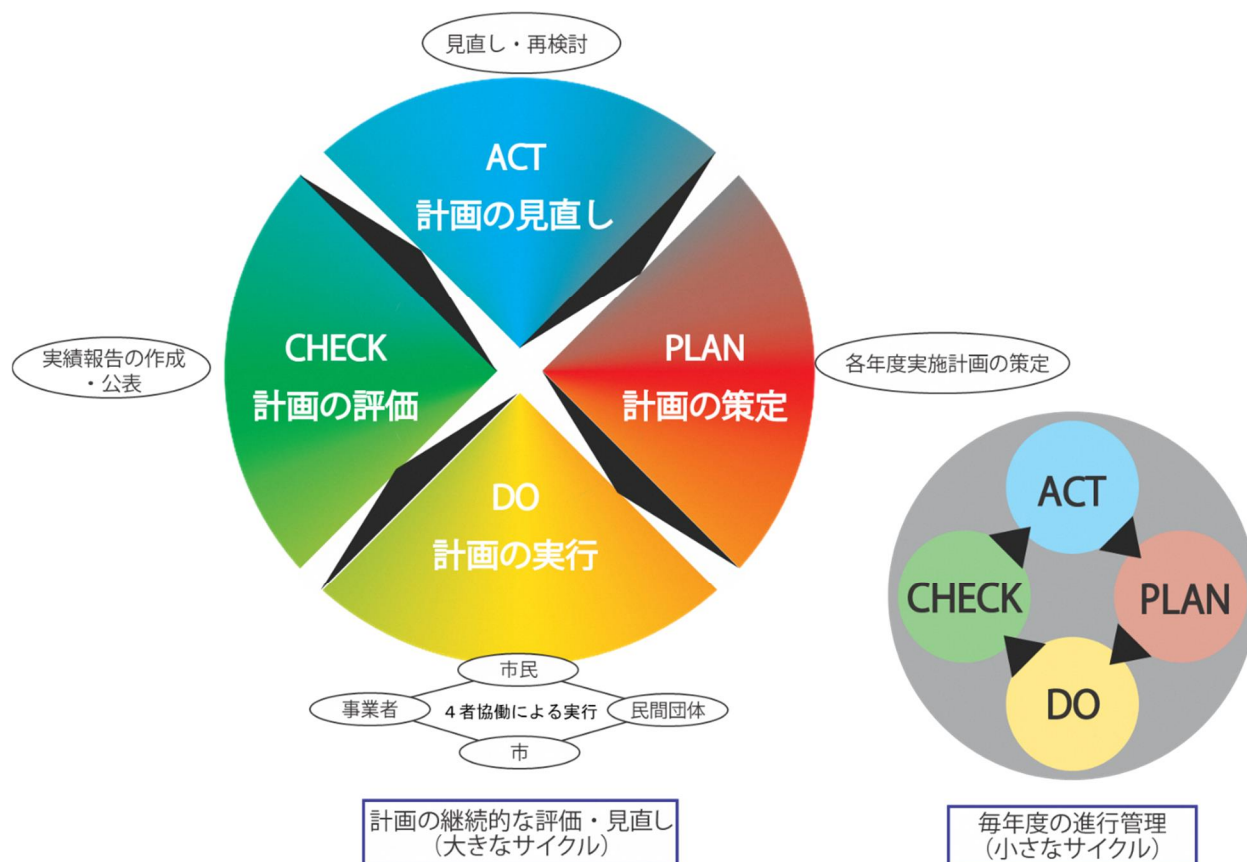 見直し・再検討
ACT
計画の見直し
CHECK
計画の評価
PLAN
計画の策定
実績報告の作成
・公表
各年度実施計画の策定
DO
計画の実行
市民
事業者
4者協働による実行
民間団体
市
計画の継続的な評価・見直し
(大きなサイクル)
ACT
CHECK
PLAN
DO
毎年度の進行管理
(小さなサイクル)